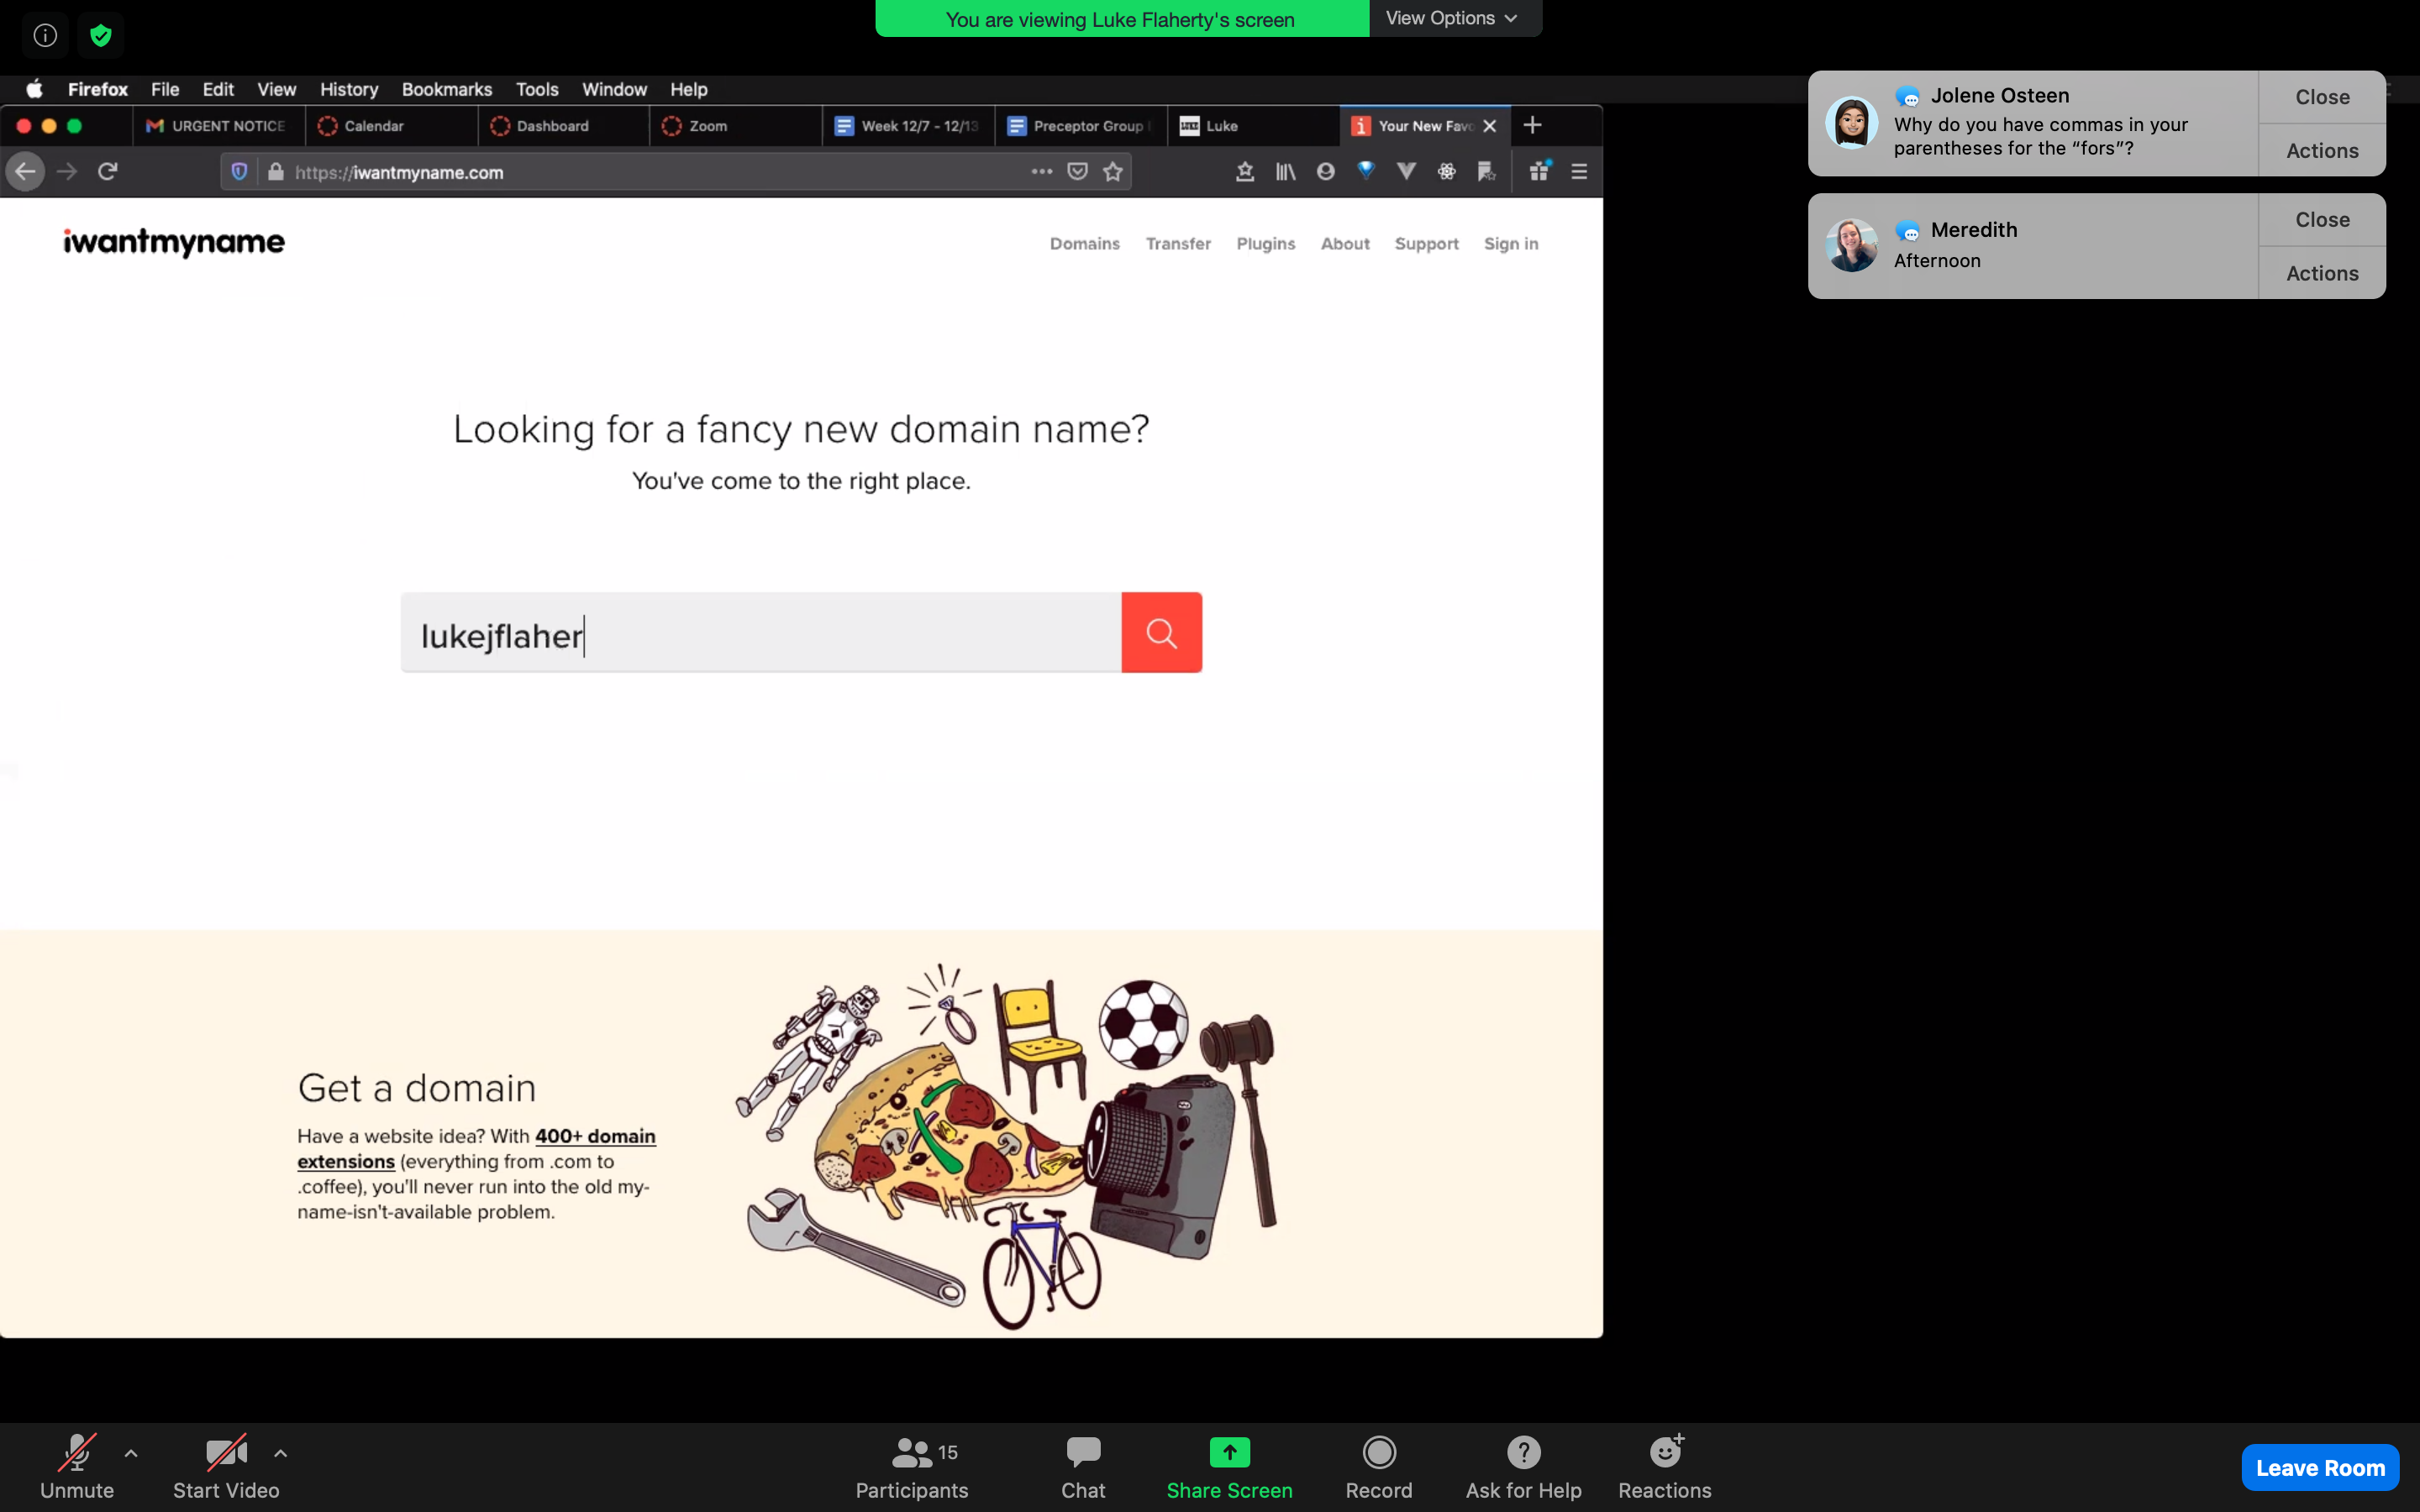 You are viewing Luke Flaherty's screen
View Options
Firefox File Edit View History Bookmarks Tools Window Help
URGENT NOTICE
Calendar
Dashboard
Zoom
Week 12/7 - 12/13
Preceptor Group
Luke
Your New Favo
https://iwantmyname.com
Jolene Osteen
Why do you have commas in your
parentheses for the “fors”?
Close
Actions
Meredith
Afternoon
Close
Actions
iwantmyname
Domains Transfer Plugins About Support Sign in
Looking for a fancy new domain name?
You've come to the right place.
lukejflaher
Get a domain
Have a website idea? With 400+ domain
extensions (everything from .com to
.coffee), you'll never run into the old my-
name-isn't-available problem.
Unmute
Start Video
15
Participants
Chat
Share Screen
Record
Ask for Help
Reactions
Leave Room